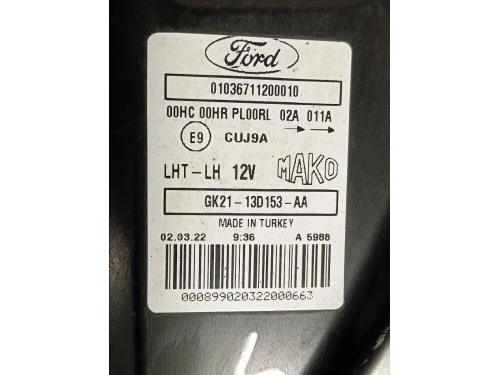 Ford
01036711200010
00HC 00HR PL00RL 02A 011A
E9 CUJ9A
LHT-LH 12V MAKO
GK21-13D153-AA
MADE IN TURKEY
02.03.22 9:36 A 5988
000899020322000663